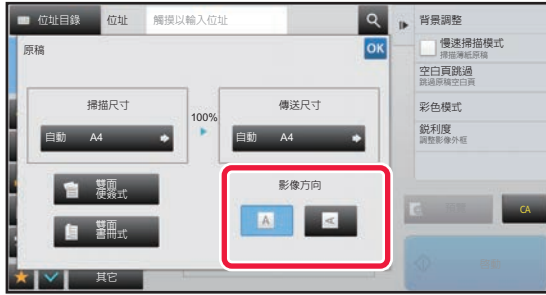 位址目錄
位址
觸摸以輸入位址
背景調整
原稿
OK
慢速掃描模式
掃描薄紙原稿
空白頁跳過
跳過原稿空白頁
掃描尺寸
100%
傳送尺寸
彩色模式
自動 A4
自動 A4
銳利度
調整影像外框
雙面
便簽式
影像方向
A
A
雙面
書冊式
CA
其它